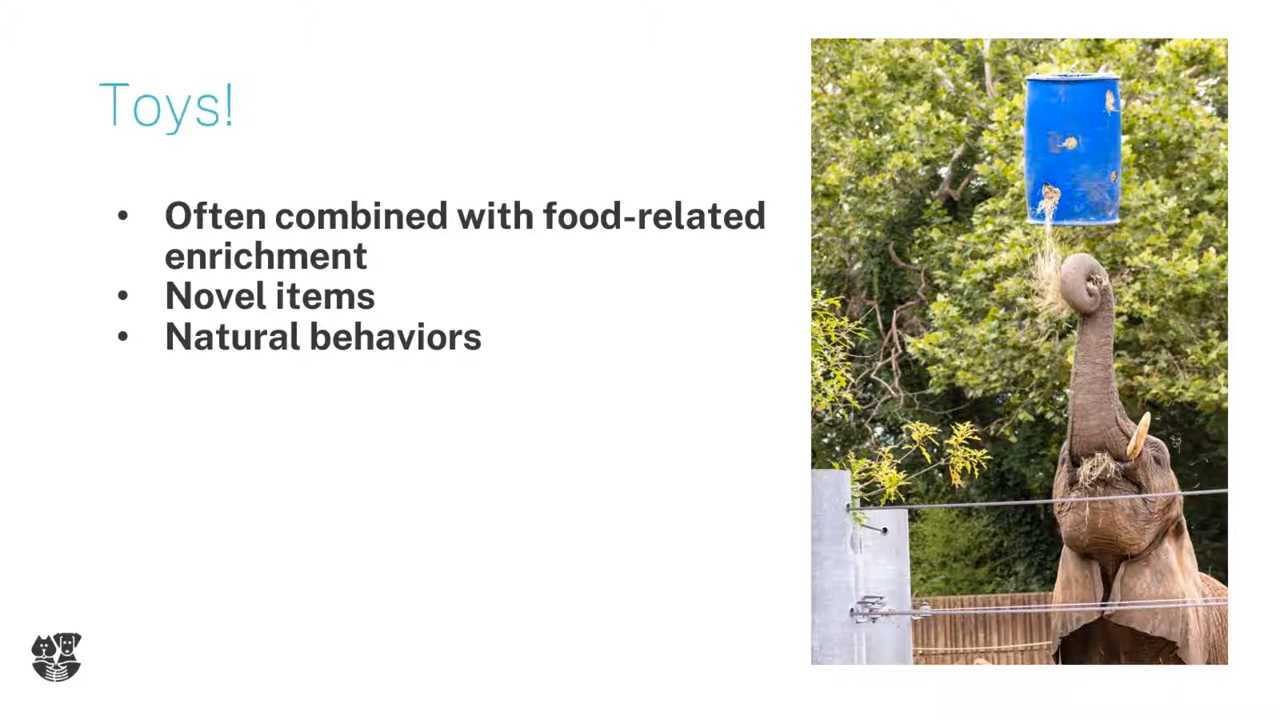 Toys!
• Often combined with food-related
enrichment
• Novel items
• Natural behaviors